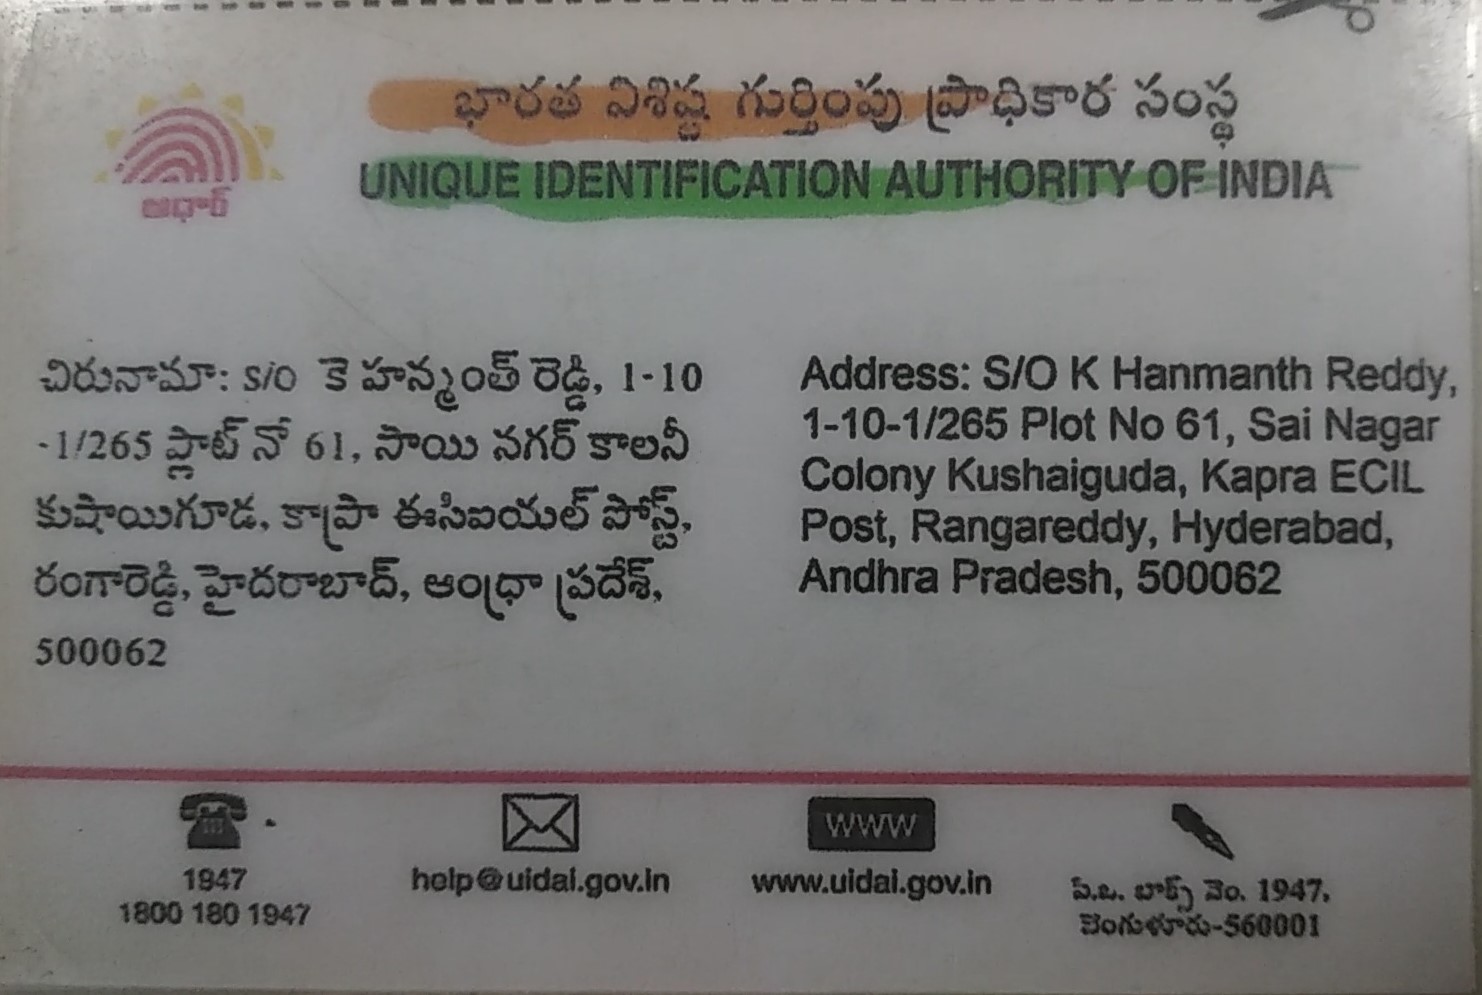 భారత విశిష్ట గుర్తింపు ప్రాధికార సంస్థ
UNIQUE IDENTIFICATION AUTHORITY OF INDIA
ఆధార్
చిరునామా: S/O కె హన్మంత్ రెడ్డి, 1-10
-1/265 ప్లాట్ నో 61, సాయి నగర్ కాలనీ
కుషాయిగూడ, కాప్రా ఈసిఐయల్ పోస్ట్,
రంగారెడ్డి, హైదరాబాద్, ఆంధ్రా ప్రదేశ్,
500062
Address: S/O K Hanmanth Reddy,
1-10-1/265 Plot No 61, Sai Nagar
Colony Kushaiguda, Kapra ECIL
Post, Rangareddy, Hyderabad,
Andhra Pradesh, 500062
1947
1800 180 1947
help@uidai.gov.in
WWW
www.uidai.gov.in
పి.ఒ. బాక్స్ నెం. 1947,
బెంగుళూరు-560001